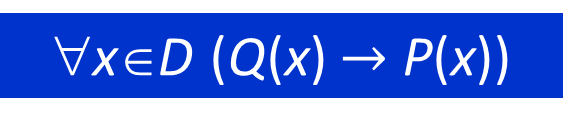 ∀x∈D (Q(x) → P(x))